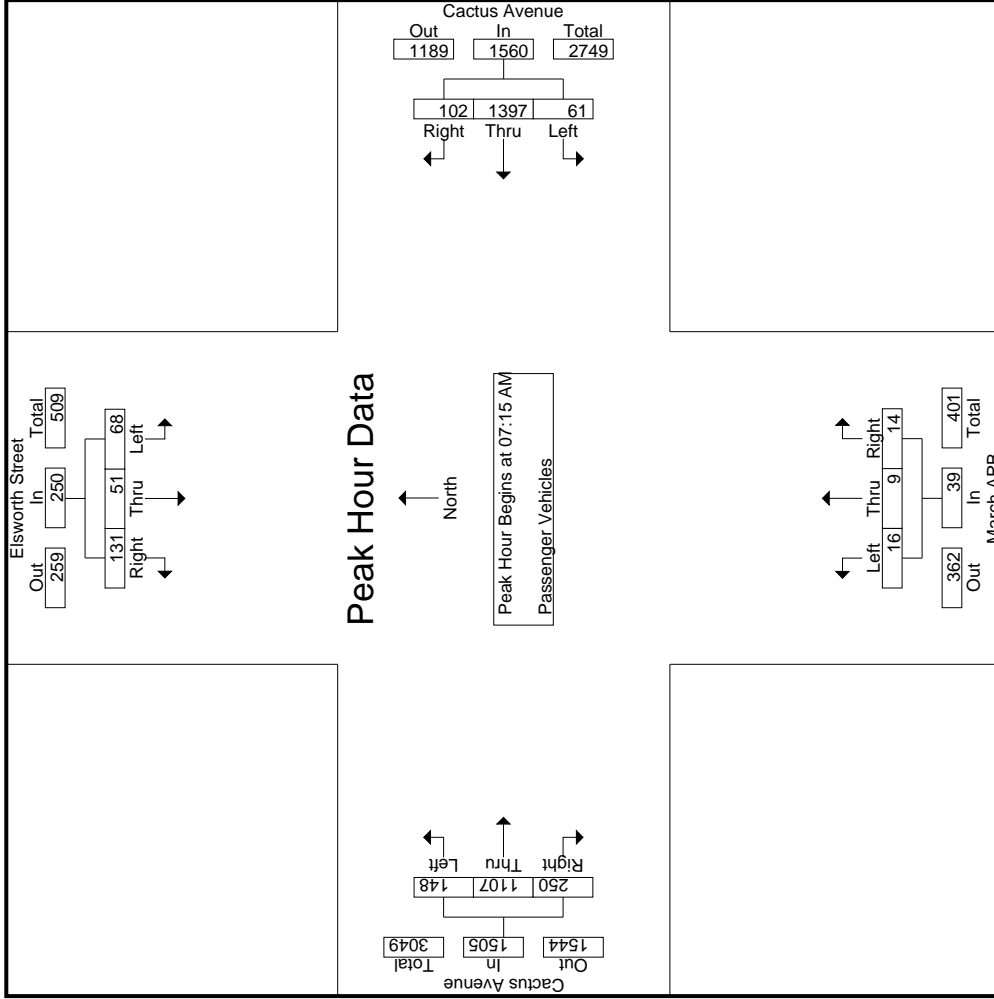 Cactus Avenue
Out In Total
1189 1560 2749
102 1397 61
Right Thru Left
Elsworth Street
Out In Total
259 250 509
131 51 68
Right Thru Left
Peak Hour Data
North
Peak Hour Begins at 07:15 AM
Passenger Vehicles
Left Thru Right
16 9 14
362 39 401
Out In Total
March ARB
Left Thru Right
148 1107 250
3049 1505 1544
Total In Out
Cactus Avenue